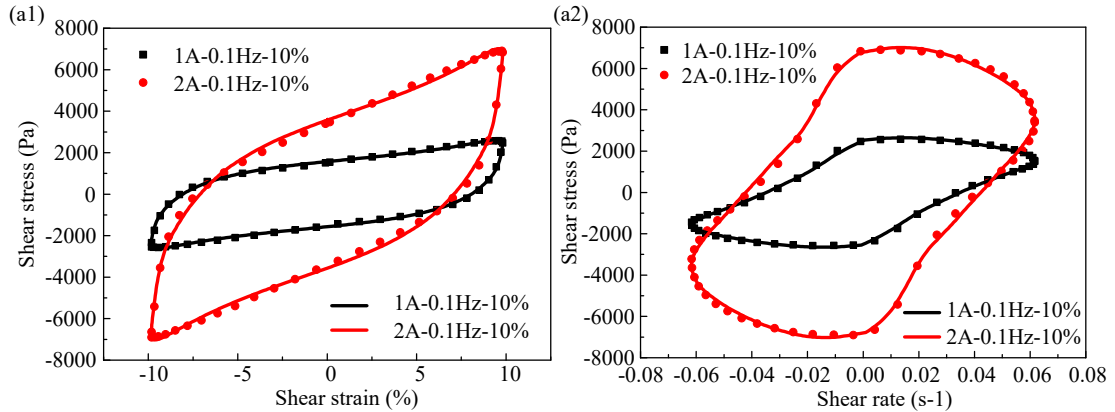 (a1)
8000
6000
4000
2000
0
-2000
-4000
-6000
-8000
Shear stress (Pa)
1A-0.1Hz-10%
2A-0.1Hz-10%
1A-0.1Hz-10%
2A-0.1Hz-10%
-10 -5 0 5 10
Shear strain (%)
(a2)
8000
6000
4000
2000
0
-2000
-4000
-6000
-8000
Shear stress (Pa)
1A-0.1Hz-10%
2A-0.1Hz-10%
1A-0.1Hz-10%
2A-0.1Hz-10%
-0.08 -0.06 -0.04 -0.02 0.00 0.02 0.04 0.06 0.08
Shear rate (s-1)